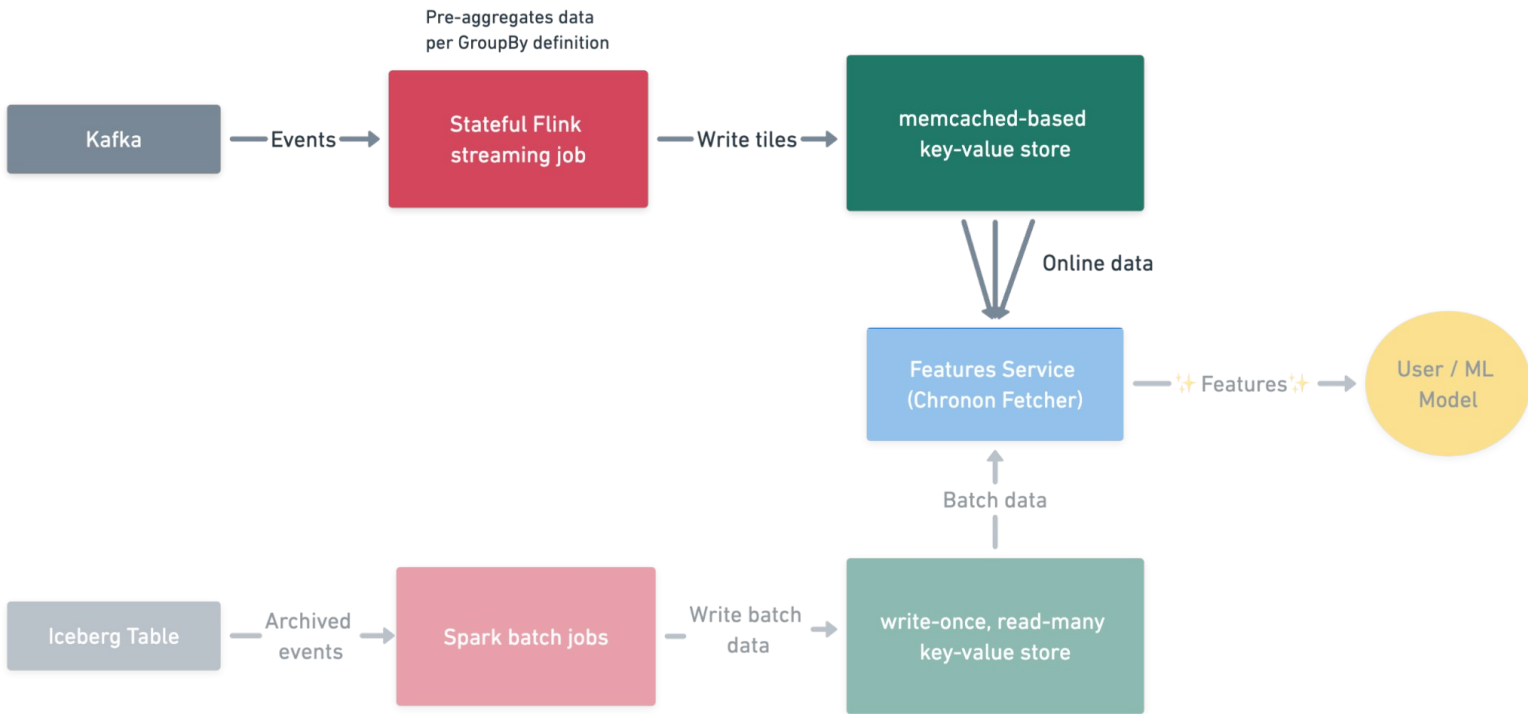 Pre-aggregates data
per GroupBy definition
Kafka
Events
Stateful Flink
streaming job
Write tiles
memcached-based
key-value store
Online data
Features Service
(Chronon Fetcher)
✨ Features✨
User / ML
Model
Batch data
Iceberg Table
Archived
events
Spark batch jobs
Write batch
data
write-once, read-many
key-value store